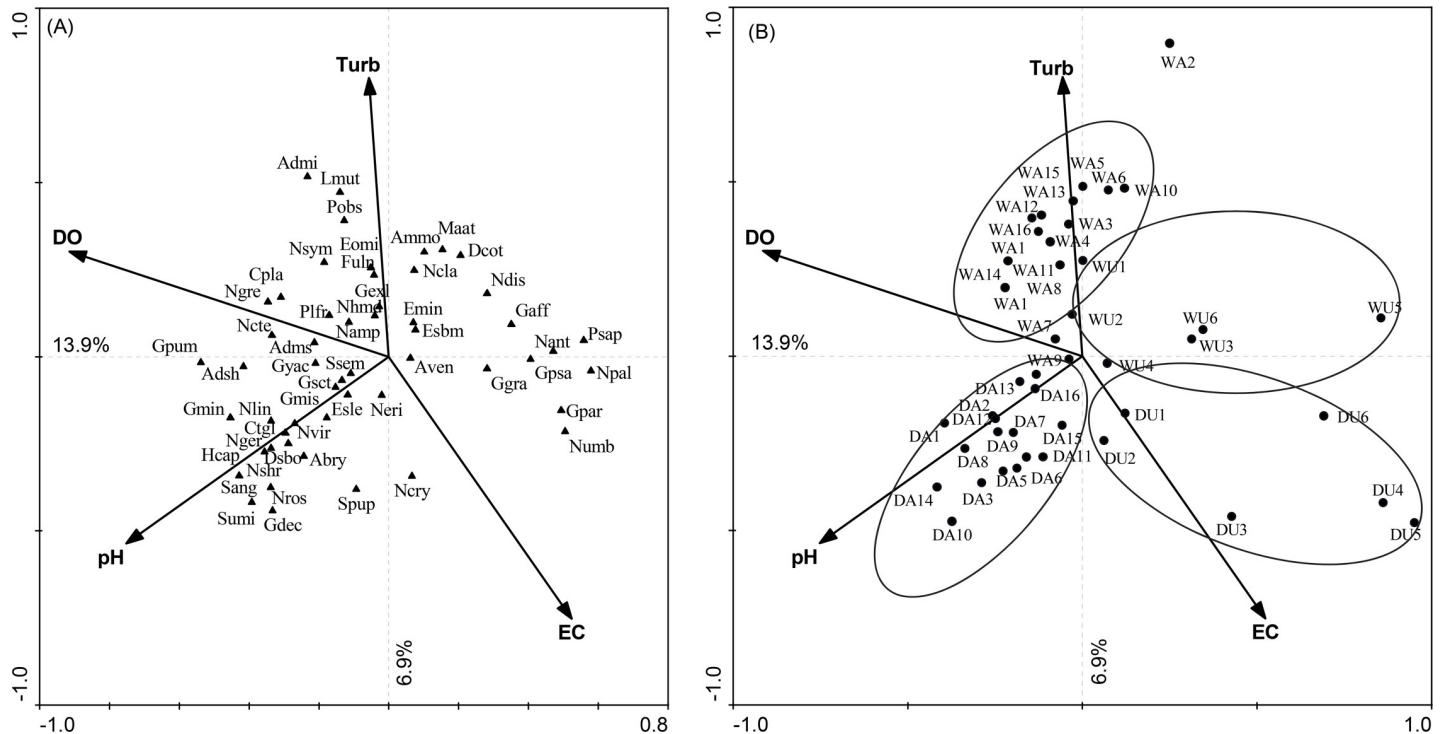 1.0
(A)
Turb
Admi
Lmut
Pobs
Nsym
Eomi
Fuln
Ammo
Maat
Dcot
Ncla
DO
Cpla
Ngre
Gexl
Ndis
Plfr
Nhmd
Namp
Emin
Esbm
Gaff
Ncte
Adms
13.9%
Nant
Psap
Gpum
Adsh
Gyac
Ssem
Aven
Gsct
Ggra
Gpsa
Npal
Gmin
Nlin
Gmis
Esle
Neri
Gpar
Ctgl
Nger
Nvir
Numb
Hcap
Dsbo
Abry
Nshr
Sang
Nros
Spup
Ncry
Sumi
Gdec
pH
EC
6.9%
-1.0
-1.0
0.8
1.0
(B)
WA2
Turb
WA15
WA5
WA6
WA10
WA13
WA12
WA16
WA3
WA4
WA1
WA11
WU1
DO
WA14
WA8
WA1
WU2
WU5
WU6
WU3
WA7
13.9%
WA9
WU4
DA13
DA16
DA2
DA12
DA7
DU1
DU6
DA1
DA9
DA15
DU2
DA8
DA11
DA5
DA6
DA14
DA3
DU4
DU3
DU5
DA10
pH
EC
6.9%
-1.0
-1.0
1.0